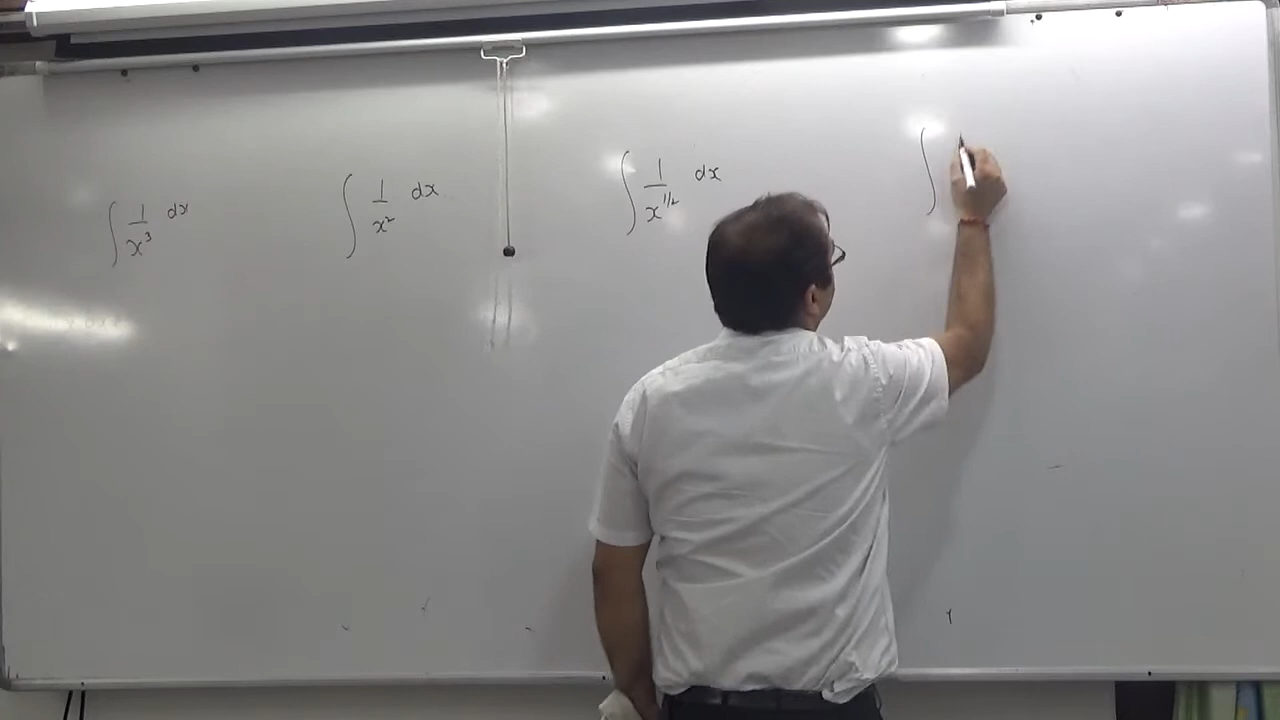 ∫ 1/x³ dx
∫ 1/x² dx
∫ 1/x^{1/2} dx
∫